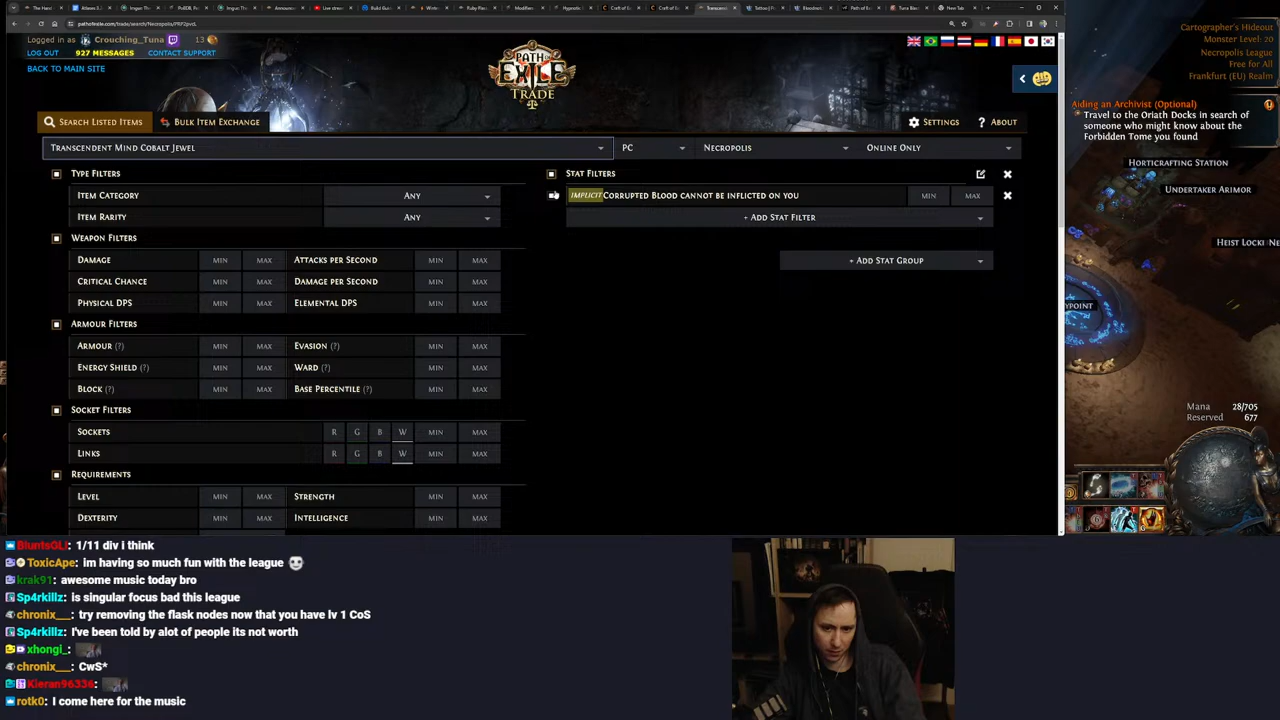 Logged in as Crouching_Tuna 13
LOG OUT 927 MESSAGES CONTACT SUPPORT
BACK TO MAIN SITE
PATH OF EXILE TRADE
pathofexile.com/trade/search/Necropolis/
Search Listed Items Bulk Item Exchange Settings ? About
Transcendent Mind Cobalt Jewel PC Necropolis Online Only
Type Filters
Item Category Any
Item Rarity Any
Weapon Filters
Damage MIN MAX Attacks per Second MIN MAX
Critical Chance MIN MAX Damage per Second MIN MAX
Physical DPS MIN MAX Elemental DPS MIN MAX
Armour Filters
Armour (?) MIN MAX Evasion (?) MIN MAX
Energy Shield (?) MIN MAX Ward (?) MIN MAX
Block (?) MIN MAX Base Percentile (?) MIN MAX
Socket Filters
Sockets R G B W MIN MAX
Links R G B W MIN MAX
Requirements
Level MIN MAX Strength MIN MAX
Dexterity MIN MAX Intelligence MIN MAX
Stat Filters
IMPLICIT Corrupted Blood cannot be inflicted on you MIN MAX
+ Add Stat Filter
+ Add Stat Group
Cartographer's Hideout
Monster Level: 20
Necropolis League
Free for All
Frankfurt (EU) Realm
Aiding an Archivist (Optional)
Travel to the Oriath Docks in search of
someone who might know about the
Forbidden Tome you found
Horticrafting Station
Undertaker Arimor
Mana 28/705
Reserved 677
BluntsGLi: 1/11 div i think
ToxicApe: im having so much fun with the league
krak91: awesome music today bro
Sp4rkillz: is singular focus bad this league
chronix__: try removing the flask nodes now that you have lv 1 CoS
Sp4rkillz: I've been told by alot of people its not worth
xhongi_:
chronix__: CwS*
Kieran96336:
rotk0: I come here for the music